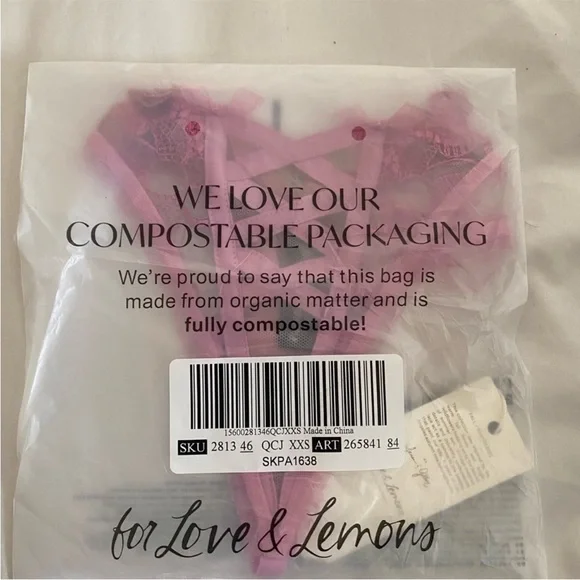 WE LOVE OUR
COMPOSTABLE PACKAGING
We're proud to say that this bag is
made from organic matter and is
fully compostable!
15600281346QCJXXS Made in China
SKU 2813 46 QCJ XXS ART 265841 84
SKPA1638
for Love & Lemons